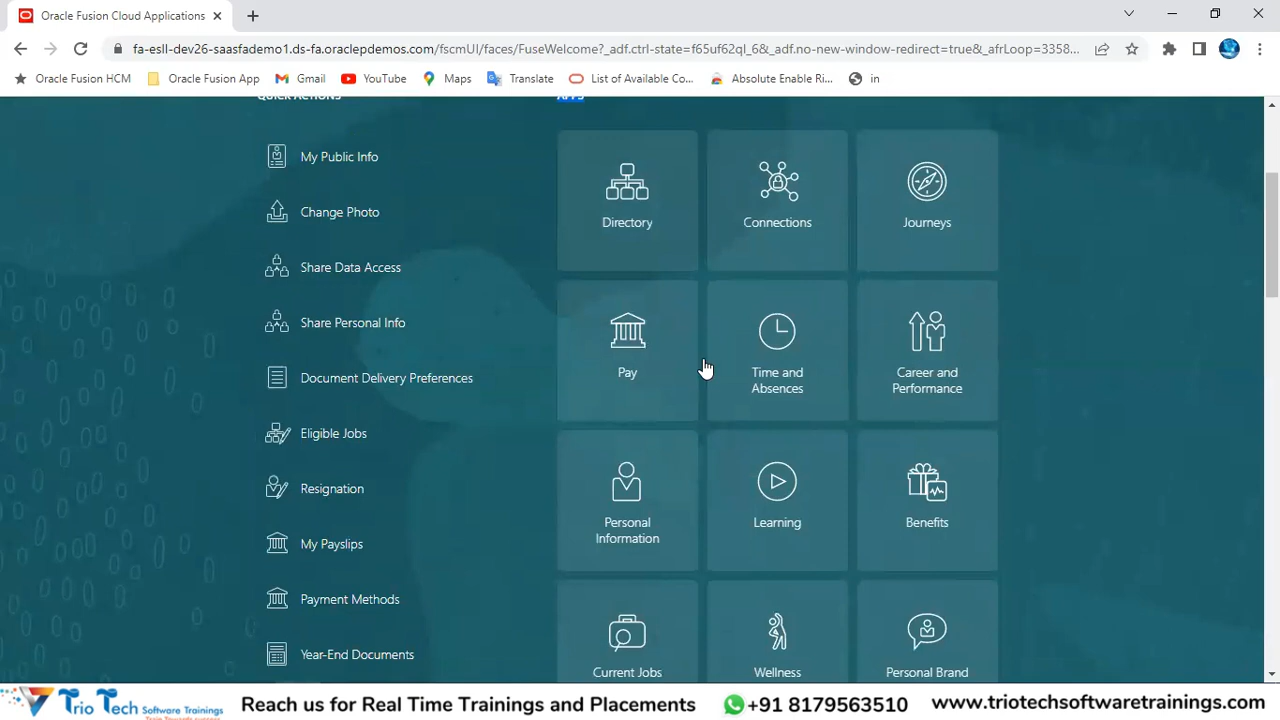 Oracle Fusion Cloud Applications
fa-esll-dev26-saasfademo1.ds-fa.oraclepdemos.com/fscmUI/faces/FuseWelcome?_adf.ctrl-state=f65uf62ql_6&_adf.no-new-window-redirect=true&_afrLoop=3358...
Oracle Fusion HCM
Oracle Fusion App
Gmail
YouTube
Maps
Translate
List of Available Co...
Absolute Enable Ri...
in
QUICK ACTIONS
My Public Info
Change Photo
Share Data Access
Share Personal Info
Document Delivery Preferences
Eligible Jobs
Resignation
My Payslips
Payment Methods
Year-End Documents
APPS
Directory
Connections
Journeys
Pay
Time and
Absences
Career and
Performance
Personal
Information
Learning
Benefits
Current Jobs
Wellness
Personal Brand
Trio Tech Software Trainings
Reach us for Real Time Trainings and Placements
+91 8179563510
www.triotechsoftwaretrainings.com